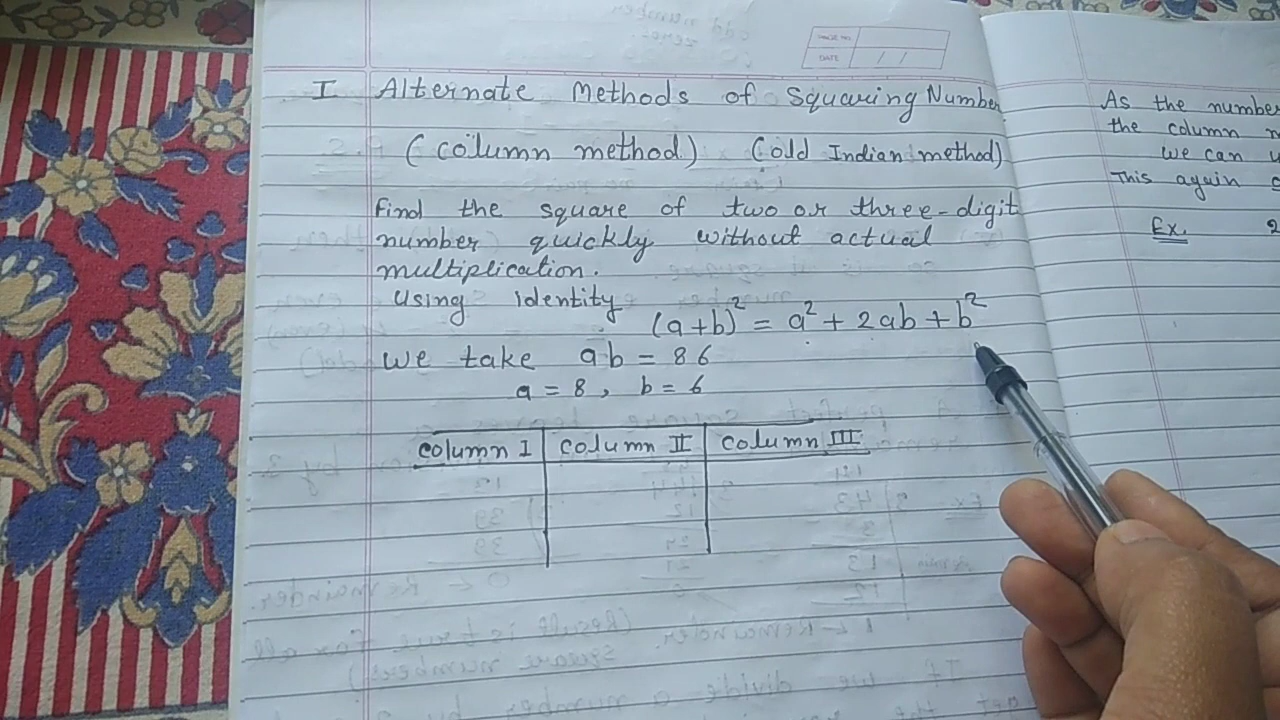 PAGE NO.
DATE / /
I Alternate Methods of Squaring Number
(column method) (old Indian method)
Find the square of two or three-digit
number quickly without actual
multiplication.
Using identity
(a+b)² = a² + 2ab + b²
We take ab = 86
a = 8, b = 6
column I column II column III
As the number
the column
we can
This again
Ex. 2